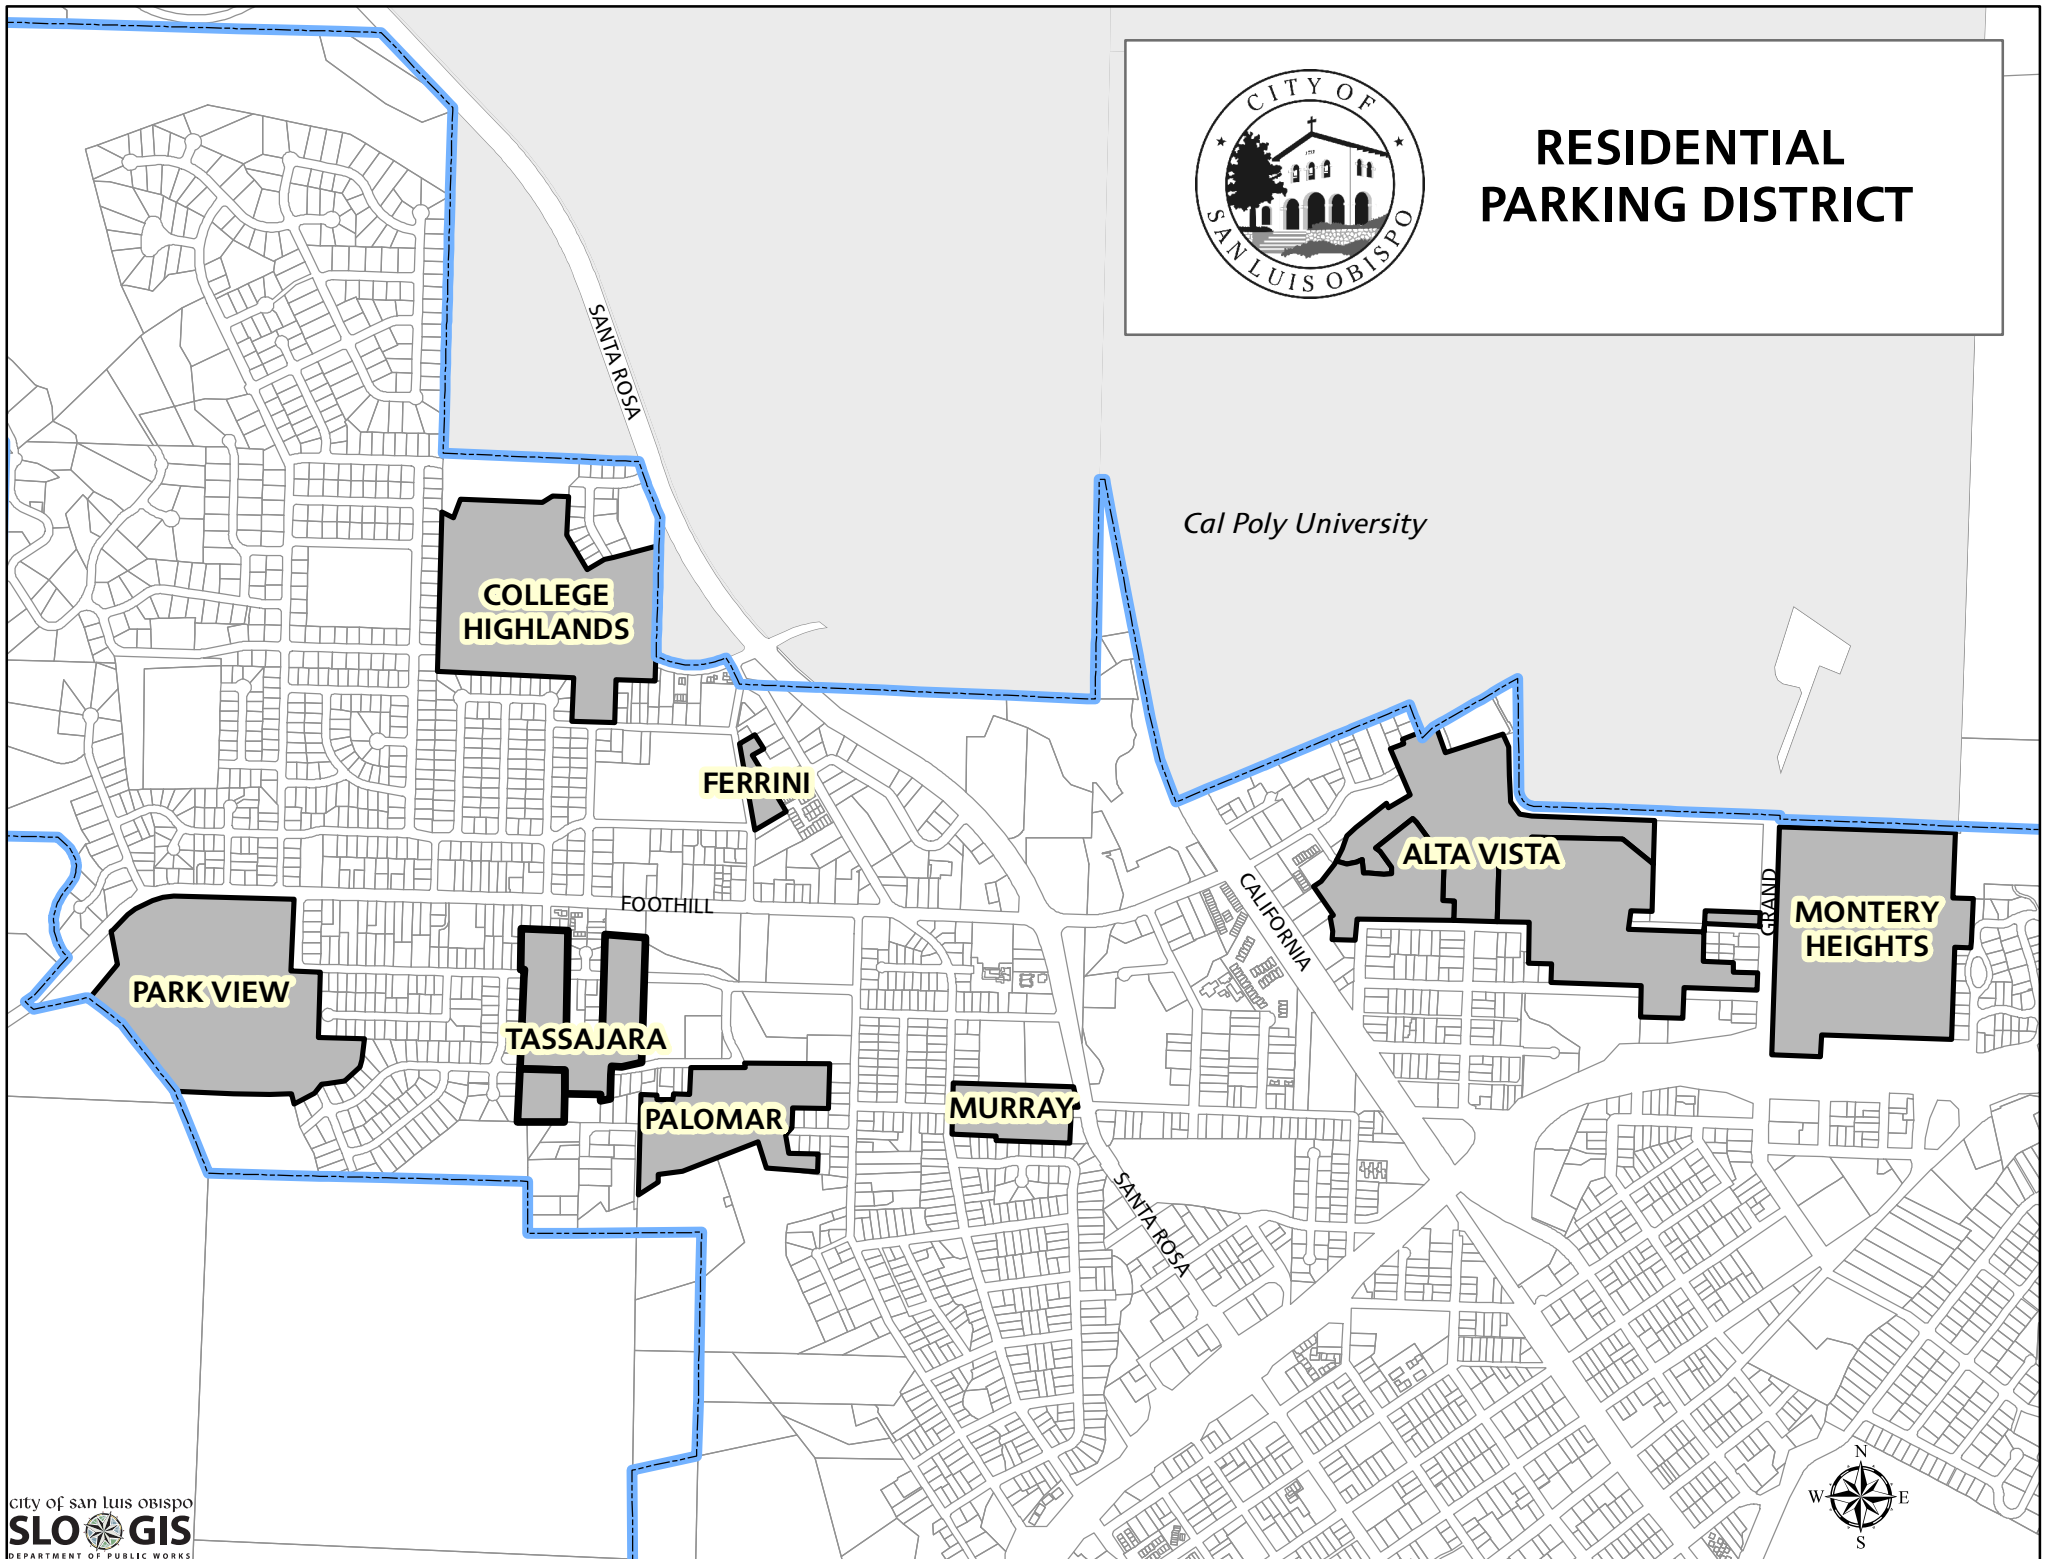 CITY OF
SAN LUIS OBISPO
RESIDENTIAL
PARKING DISTRICT
SANTA ROSA
Cal Poly University
COLLEGE
HIGHLANDS
FERRINI
ALTA VISTA
CALIFORNIA
GRAND
FOOTHILL
MONTERY
HEIGHTS
PARK VIEW
TASSAJARA
PALOMAR
MURRAY
SANTA ROSA
N
W E
S
city of san luis obispo
SLO GIS
DEPARTMENT OF PUBLIC WORKS